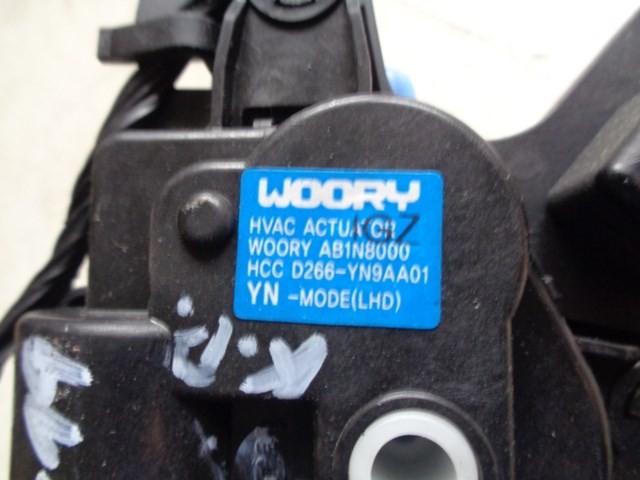 WOORY
HVAC ACTUATOR
WOORY AB1N8000
HCC D266-YN9AA01
YN -MODE(LHD)